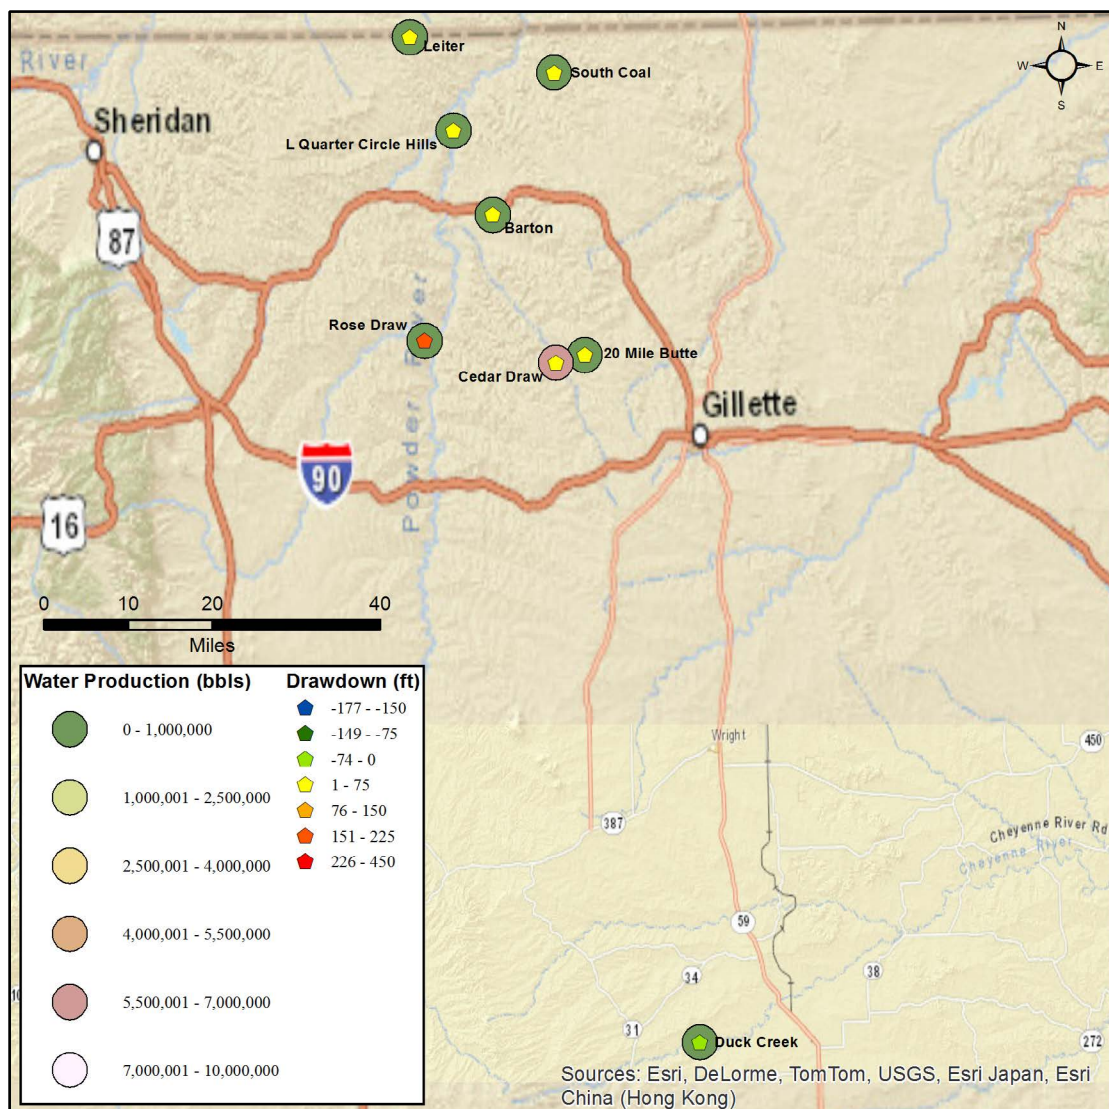 Leiter
South Coal
N
W E
S
River
Sheridan
L Quarter Circle Hills
87
Barton
Rose Draw
20 Mile Butte
Cedar Draw
Powder River
Gillette
90
16
0 10 20 40
Miles
Water Production (bbls)
0 - 1,000,000
1,000,001 - 2,500,000
2,500,001 - 4,000,000
4,000,001 - 5,500,000
5,500,001 - 7,000,000
7,000,001 - 10,000,000
Drawdown (ft)
-177 - -150
-149 - -75
-74 - 0
1 - 75
76 - 150
151 - 225
226 - 450
Wright
450
387
Cheyenne River Rd
Cheyenne River
59
34
38
31
272
Duck Creek
Sources: Esri, DeLorme, TomTom, USGS, Esri Japan, Esri
China (Hong Kong)